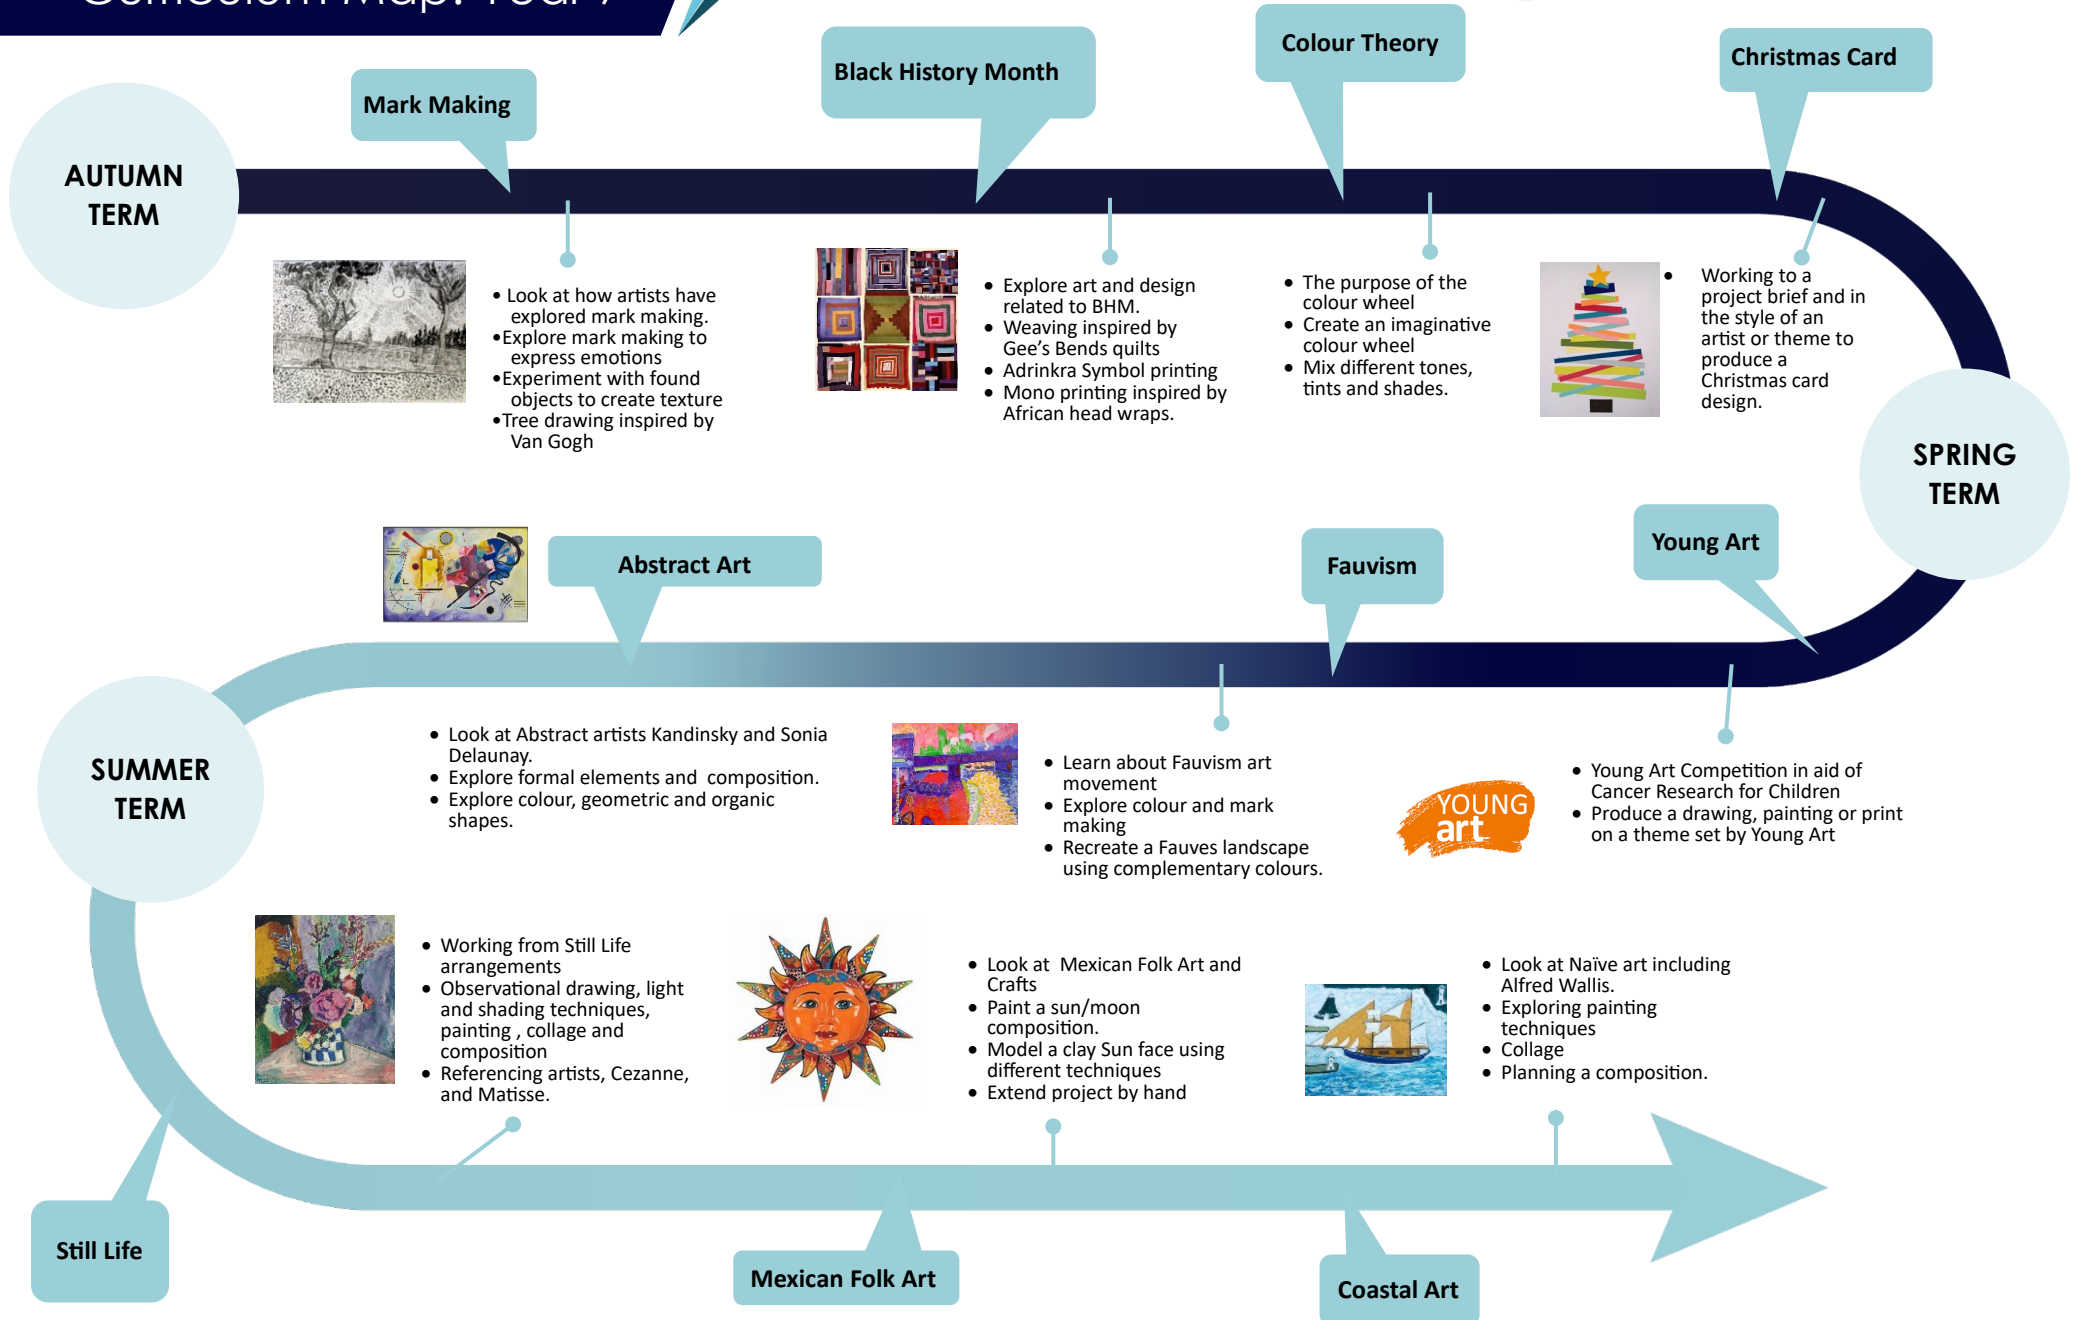 Curriculum Map: Year 7
Mark Making
Black History Month
Colour Theory
Christmas Card
AUTUMN
TERM
• Look at how artists have
explored mark making.
•Explore mark making to
express emotions
•Experiment with found
objects to create texture
•Tree drawing inspired by
Van Gogh
• Explore art and design
related to BHM.
• Weaving inspired by
Gee's Bends quilts
• Adrinkra Symbol printing
• Mono printing inspired by
African head wraps.
• The purpose of the
colour wheel
• Create an imaginative
colour wheel
• Mix different tones,
tints and shades.
• Working to a
project brief and in
the style of an
artist or theme to
produce a
Christmas card
design.
SPRING
TERM
Young Art
Fauvism
Abstract Art
• Young Art Competition in aid of
Cancer Research for Children
• Produce a drawing, painting or print
on a theme set by Young Art
YOUNG
art
• Learn about Fauvism art
movement
• Explore colour and mark
making
• Recreate a Fauves landscape
using complementary colours.
• Look at Abstract artists Kandinsky and Sonia
Delaunay.
• Explore formal elements and  composition.
• Explore colour, geometric and organic
shapes.
SUMMER
TERM
• Working from Still Life
arrangements
• Observational drawing, light
and shading techniques,
painting , collage and
composition
• Referencing artists, Cezanne,
and Matisse.
• Look at  Mexican Folk Art and
Crafts
• Paint a sun/moon
composition.
• Model a clay Sun face using
different techniques
• Extend project by hand
• Look at Naïve art including
Alfred Wallis.
• Exploring painting
techniques
• Collage
• Planning a composition.
Still Life
Mexican Folk Art
Coastal Art